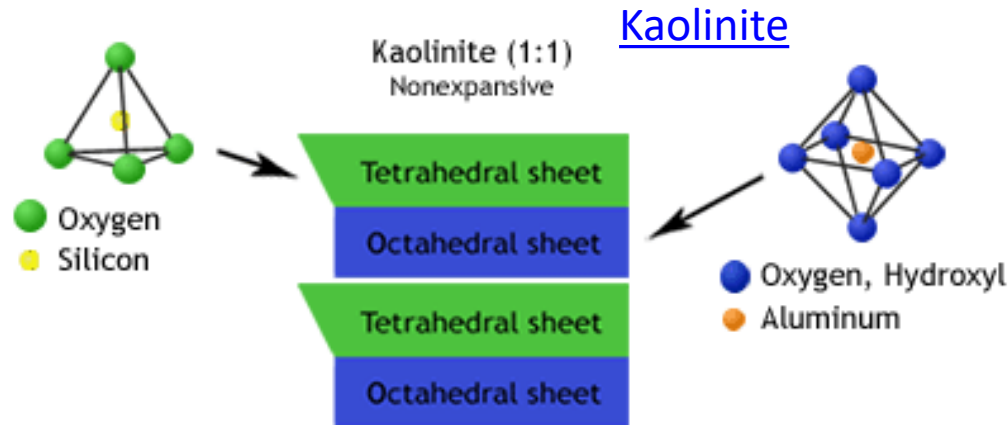 Kaolinite
Kaolinite (1:1)
Nonexpansive
Tetrahedral sheet
Octahedral sheet
Tetrahedral sheet
Octahedral sheet
Oxygen
Silicon
Oxygen, Hydroxyl
Aluminum